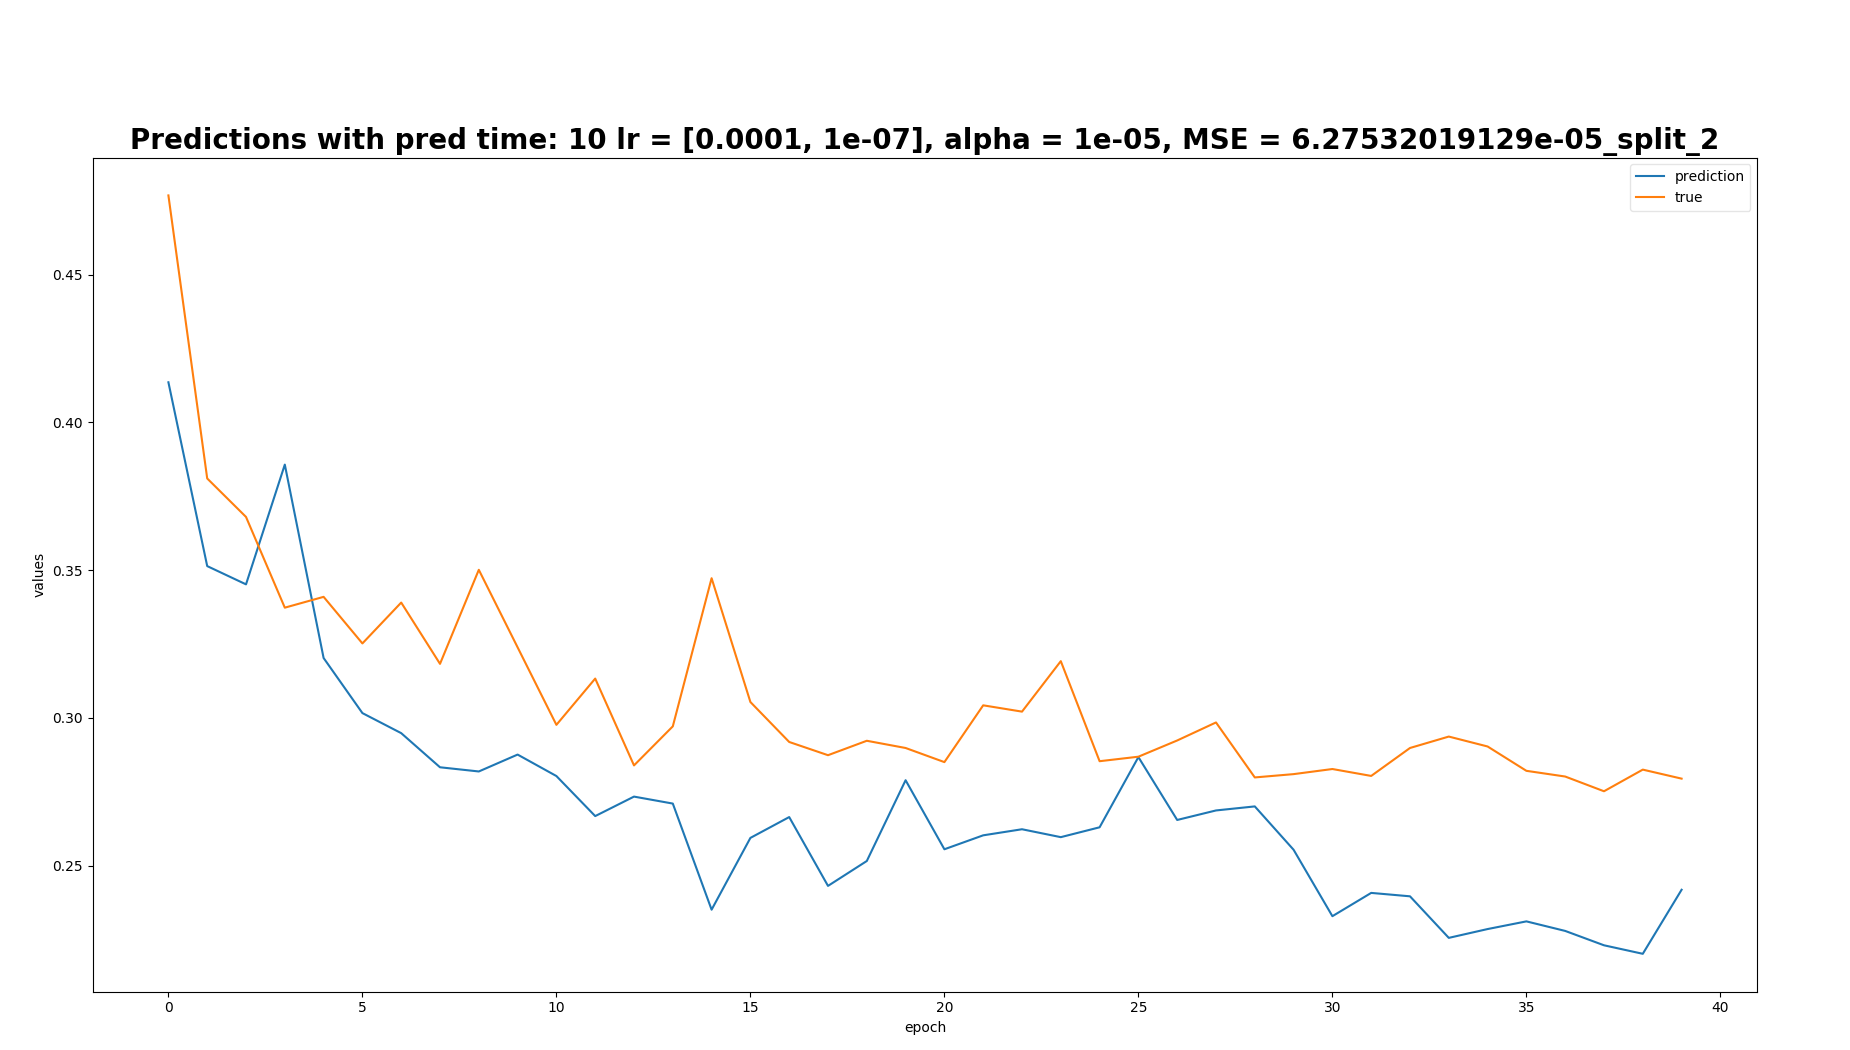 Predictions with pred time: 10 lr = [0.0001, 1e-07], alpha = 1e-05, MSE = 6.27532019129e-05_split_2
prediction
true
0.45
0.40
0.35
0.30
0.25
values
0 5 10 15 20 25 30 35 40
epoch